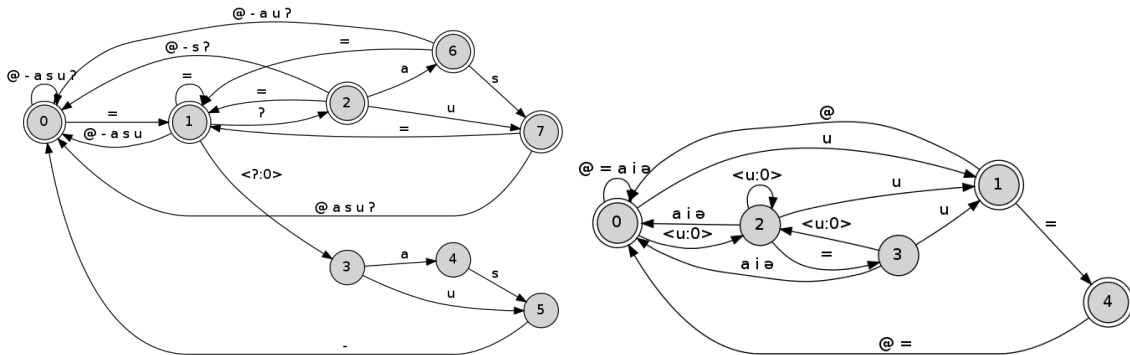 @ - a u ʔ
@ - s ʔ
=
6
a
s
@ - a s u ʔ
=
=
2
u
0
=
1
ʔ
7
@ - a s u
=
<ʔ:0>
@ a s u ʔ
3
a
4
s
u
5
-
@
u
@ = a i ə
<u:0>
u
1
0
a i ə
2
<u:0>
u
=
<u:0>
=
3
a i ə
4
@ =